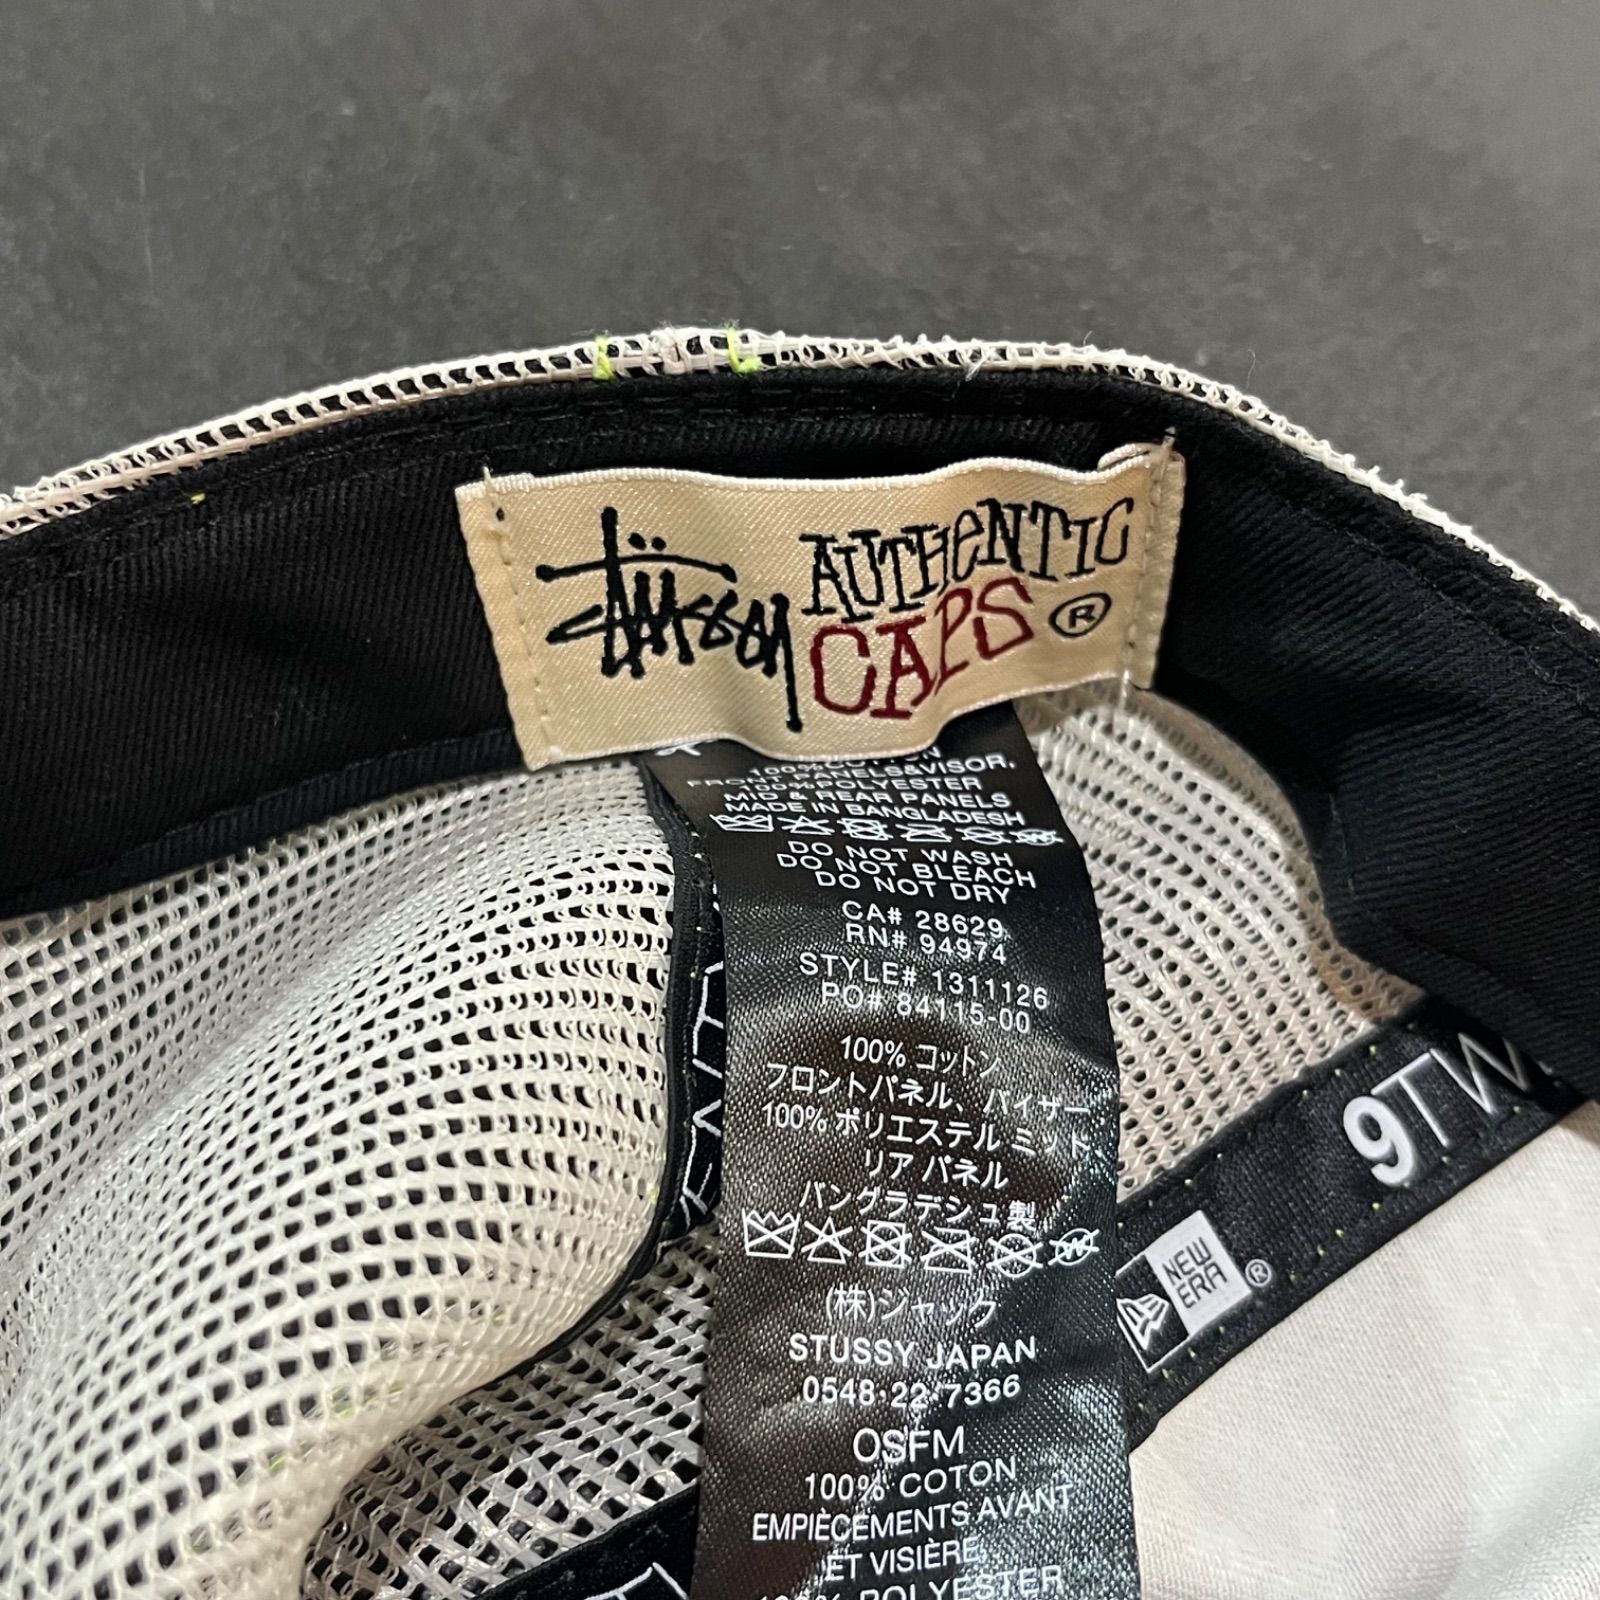 Stüssy AUTHENTIC
CAPS ®
100% COTTON
FRONT PANELS&VISOR,
100% POLYESTER
MID & REAR PANELS
MADE IN BANGLADESH
DO NOT WASH
DO NOT BLEACH
DO NOT DRY
CA# 28629
RN# 94974
STYLE# 1311126
PO# 84115-00
100% コットン
フロントパネル、バイザー
100% ポリエステル ミッド、
リア パネル
バングラデシュ製
(株)ジャック
STUSSY JAPAN
0548-22-7366
OSFM
100% COTON
EMPIÈCEMENTS AVANT
ET VISIÈRE,
100% POLYESTER
9TW
NEW
ERA ®